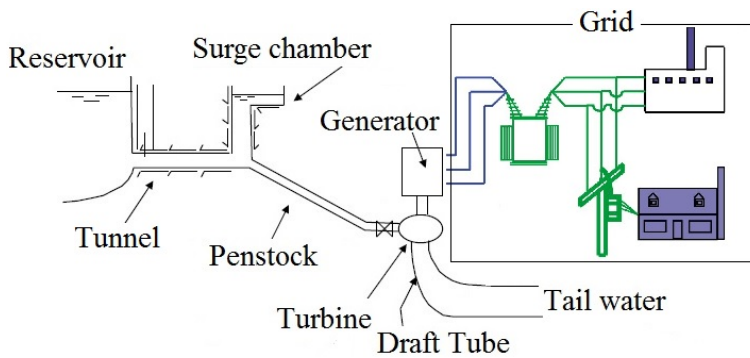 Grid
Surge chamber
Reservoir
Generator
Tunnel
Penstock
Turbine
Draft Tube
Tail water